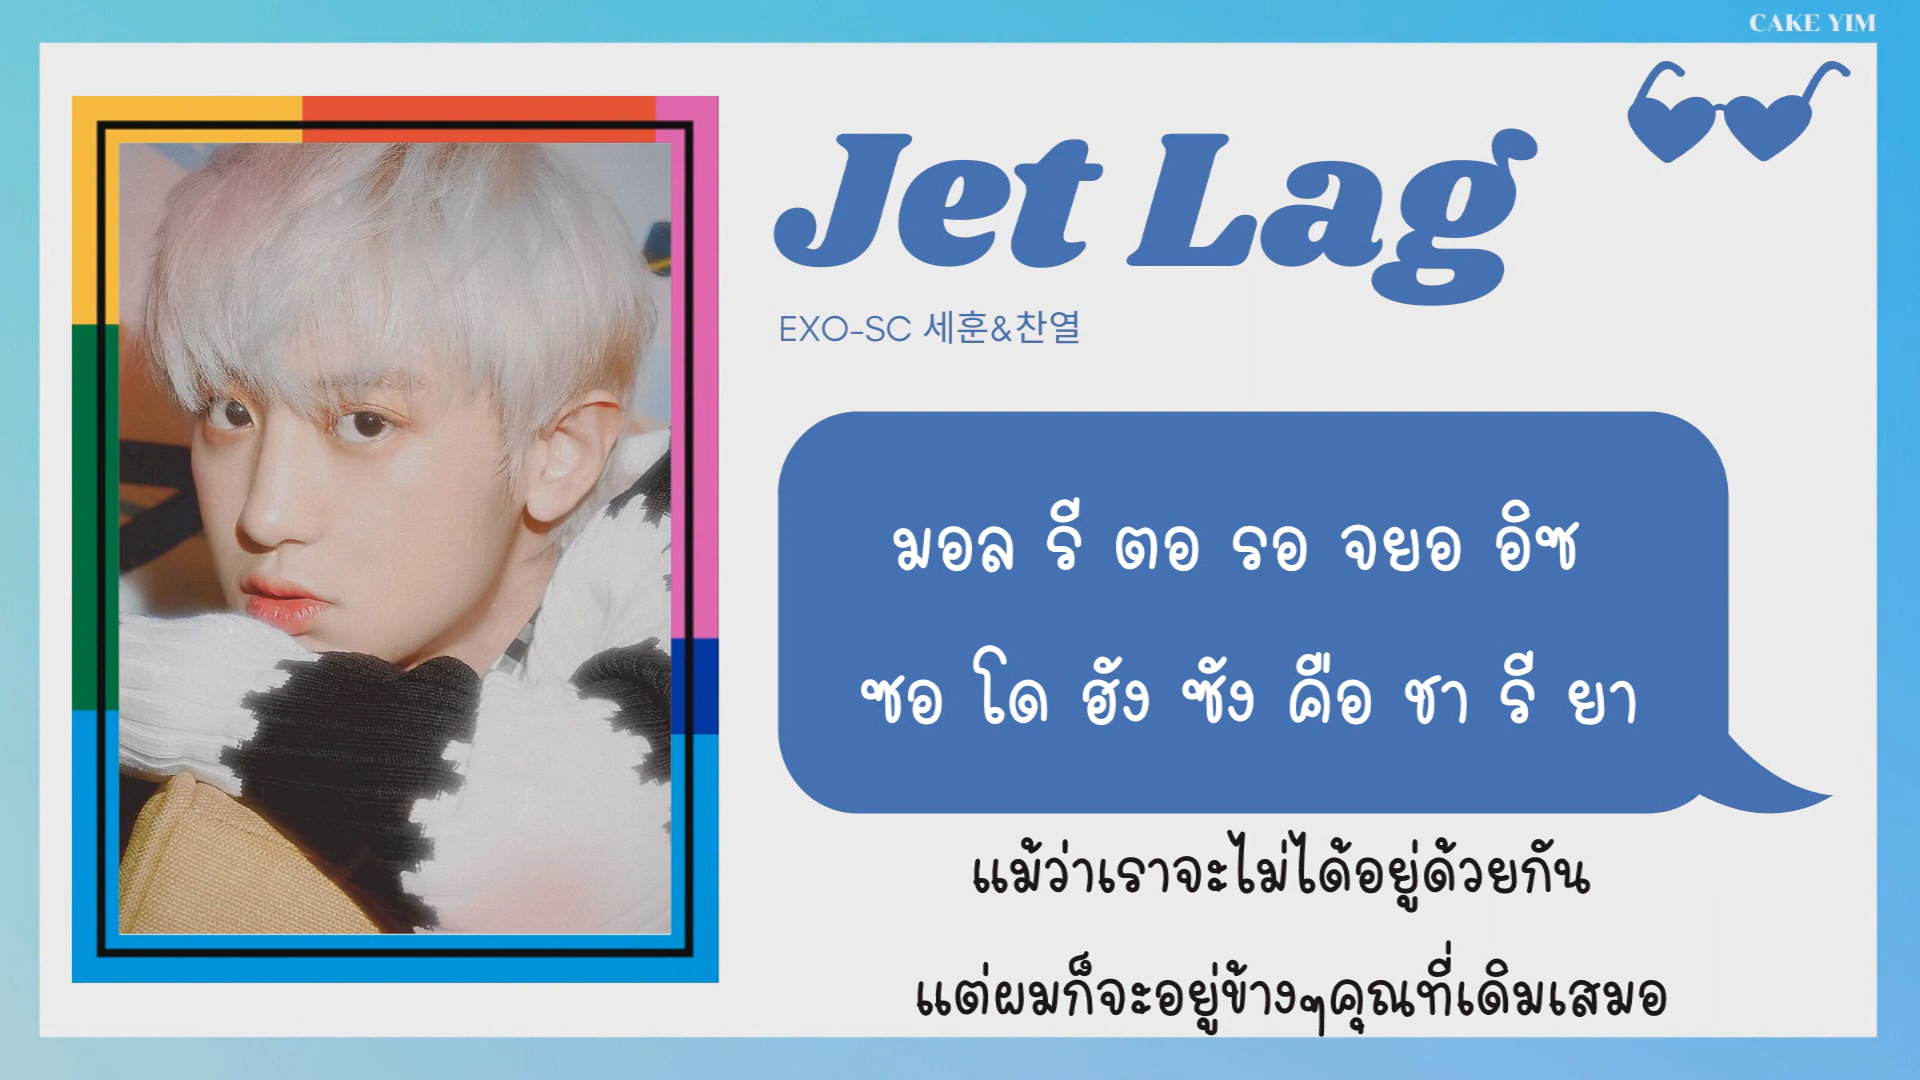 CAKE YIM
Jet Lag
EXO-SC 세훈&찬열
มอล รี ตอ รอ จยอ อิซ
ซอ โด ฮัง ซัง คือ ชา รี ยา
แม้ว่าเราจะไม่ได้อยู่ด้วยกัน
แต่ผมก็จะอยู่ข้างๆคุณที่เดิมเสมอ